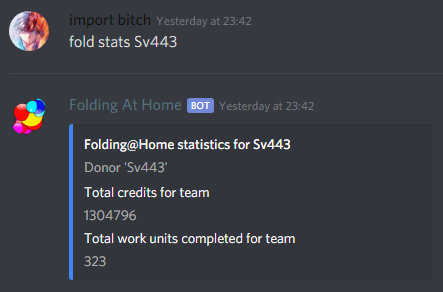 import bitch Yesterday at 23:42
fold stats Sv443
Folding At Home BOT Yesterday at 23:42
Folding@Home statistics for Sv443
Donor 'Sv443'
Total credits for team
1304796
Total work units completed for team
323